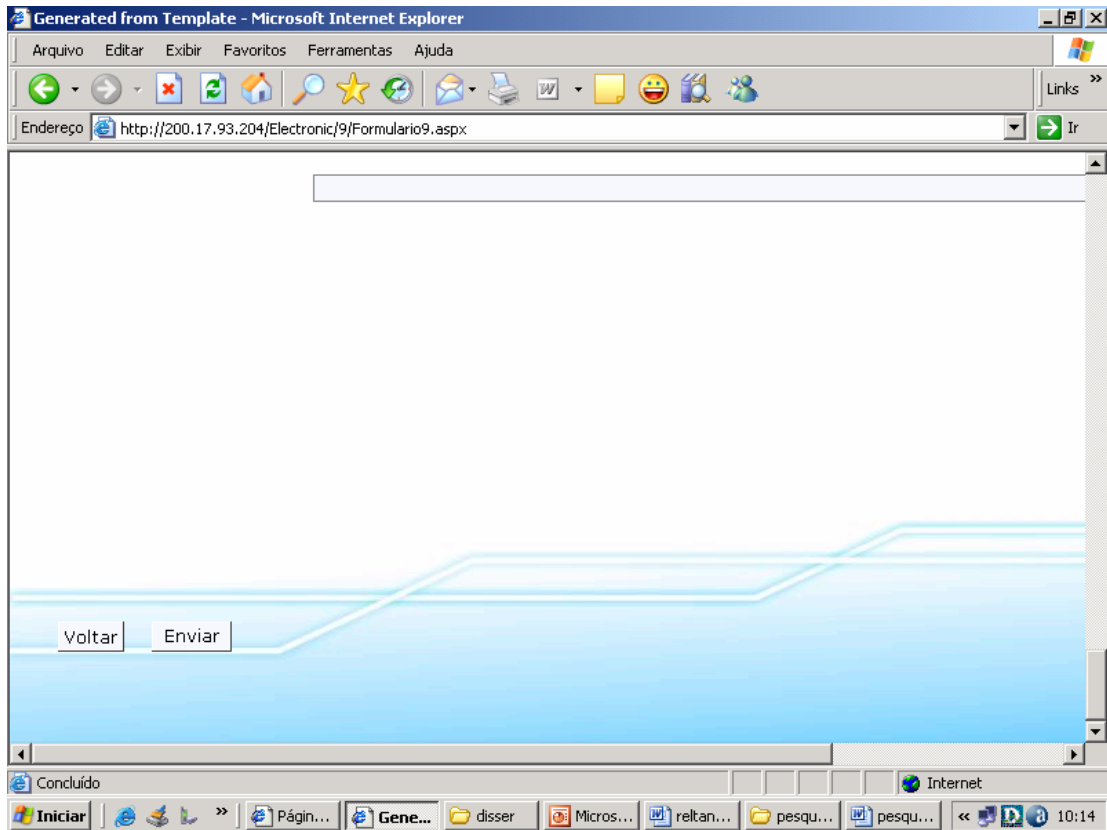 Generated from Template - Microsoft Internet Explorer
Arquivo Editar Exibir Favoritos Ferramentas Ajuda
Links »
Endereço http://200.17.93.204/Electronic/9/Formulario9.aspx Ir
Voltar Enviar
Concluído Internet
Iniciar » Págin... Gene... disser Micros... reltan... pesqu... pesqu... « 10:14